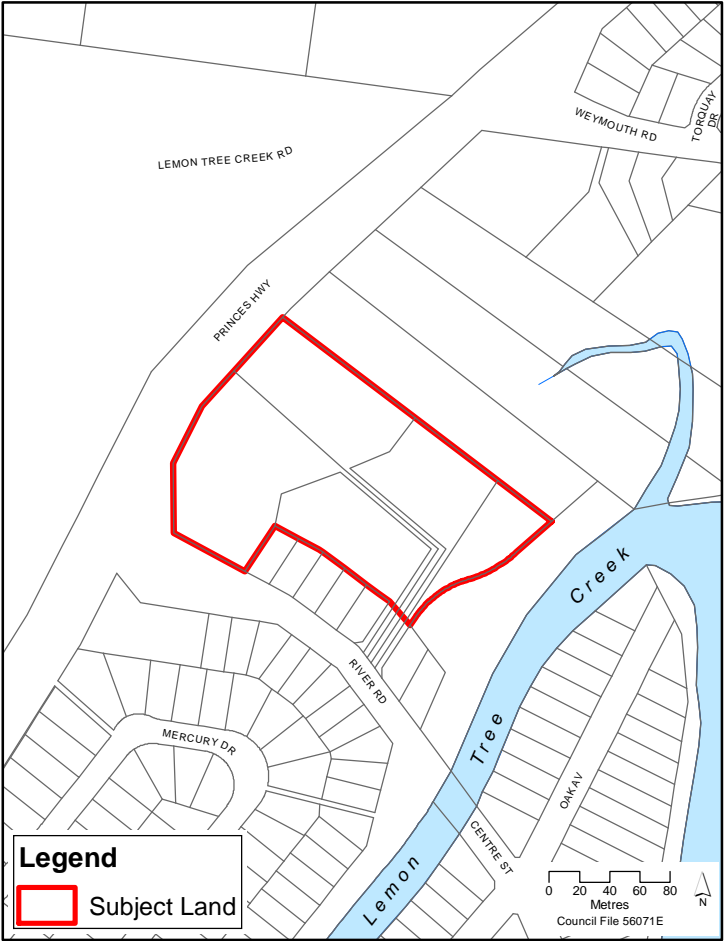 WEYMOUTH RD
TORQUAY
DR
LEMON TREE CREEK RD
PRINCES HWY
Creek
RIVER RD
Tree
MERCURY DR
OAK AV
CENTRE ST
Lemon
Legend
Subject Land
0 20 40 60 80
Metres
Council File 56071E
N